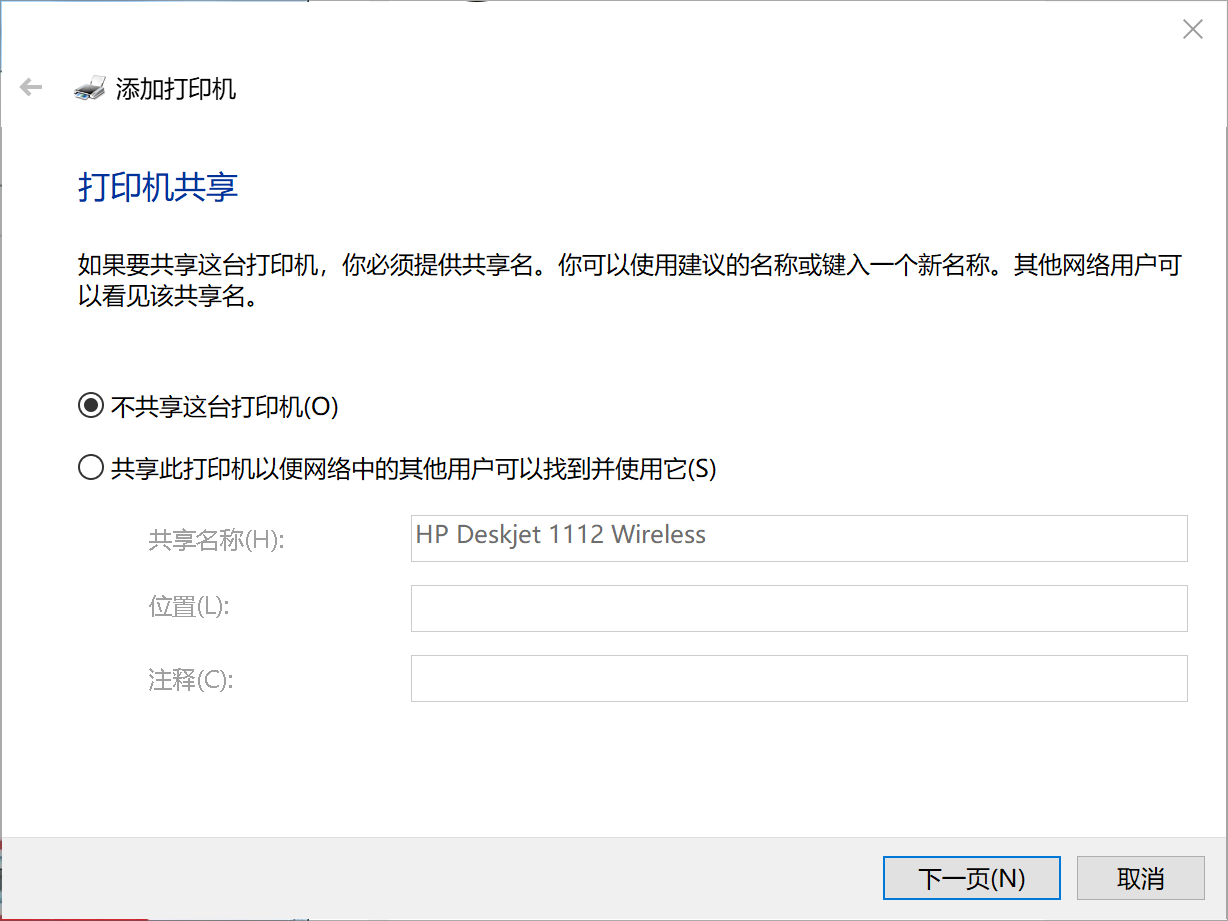 添加打印机
打印机共享
如果要共享这台打印机，你必须提供共享名。你可以使用建议的名称或键入一个新名称。其他网络用户可
以看见该共享名。
不共享这台打印机(O)
共享此打印机以便网络中的其他用户可以找到并使用它(S)
共享名称(H): HP Deskjet 1112 Wireless
位置(L):
注释(C):
下一页(N) 取消